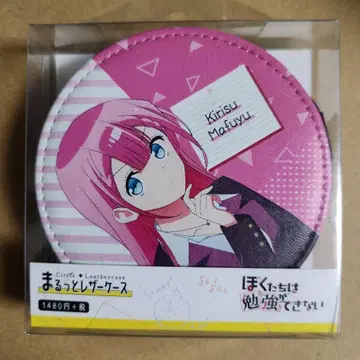 Kirisu
Mafuyu
Circle ◆ Leathercase
まるっとレザーケース
1480円+税
ぼくたちは
勉強ができない